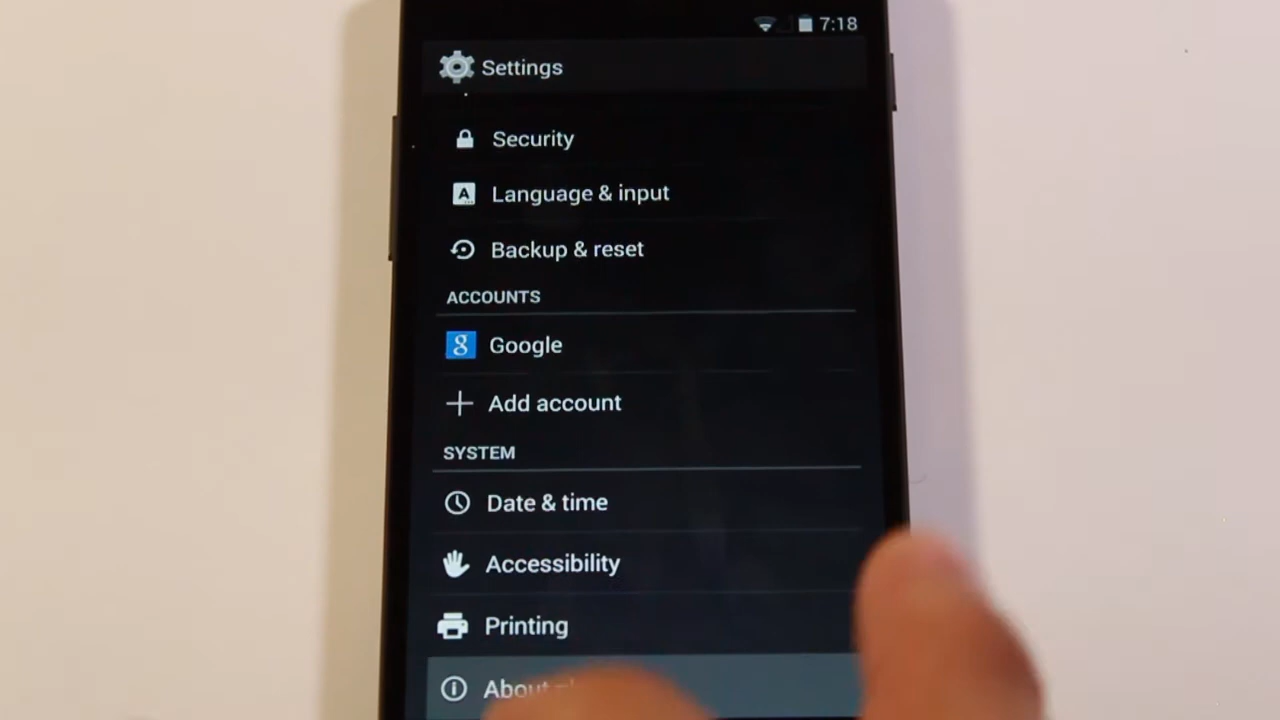 7:18
Settings
Security
Language & input
Backup & reset
ACCOUNTS
Google
Add account
SYSTEM
Date & time
Accessibility
Printing
About